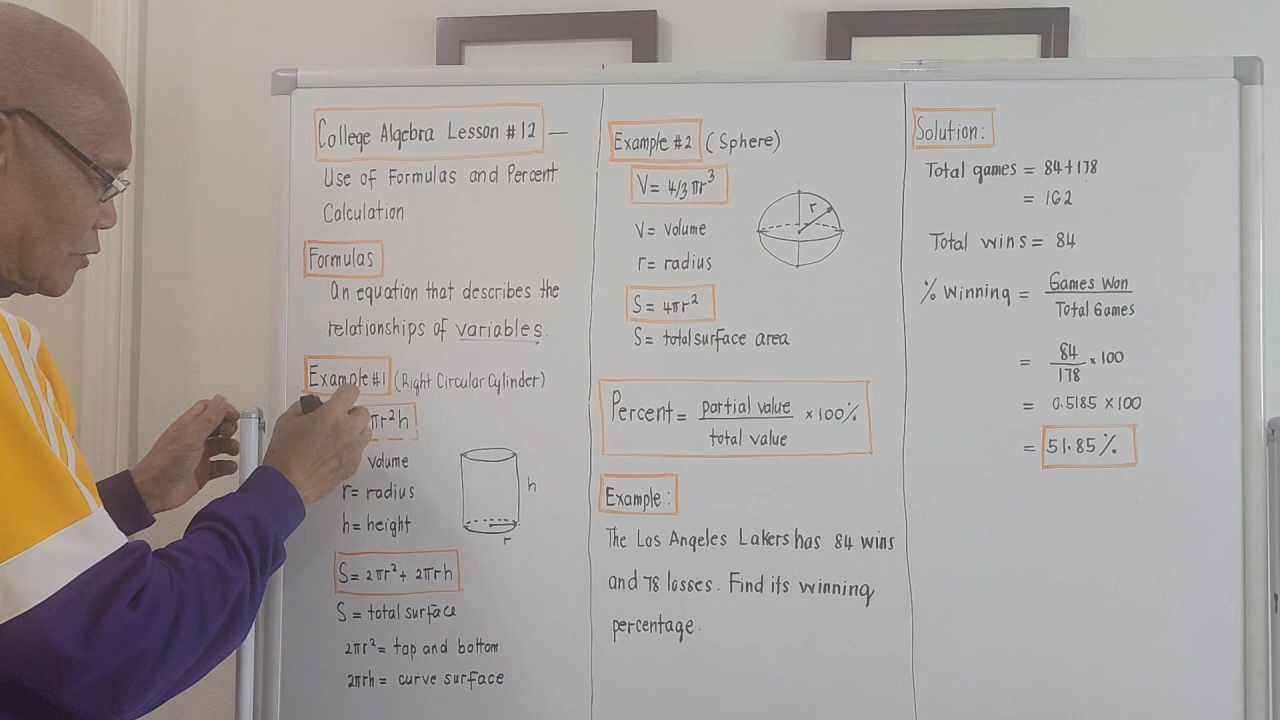 College Algebra Lesson #12 —
Use of Formulas and Percent
Calculation
Formulas
An equation that describes the
relationships of variables.
Example #1 (Right Circular Cylinder)
πr²h
volume
r = radius
h = height
h
r
S = 2πr² + 2πrh
S = total surface
2πr² = top and bottom
2πrh = curve surface
Example #2 (Sphere)
V = 4/3 πr³
r
V = volume
r = radius
S = 4πr²
S = total surface area
Percent = partial value / total value × 100%
Example:
The Los Angeles Lakers has 84 wins
and 78 losses. Find its winning
percentage.
Solution:
Total games = 84+178
= 162
Total wins = 84
% Winning = Games Won / Total Games
= 84 / 178 × 100
= 0.5185 × 100
= 51.85%